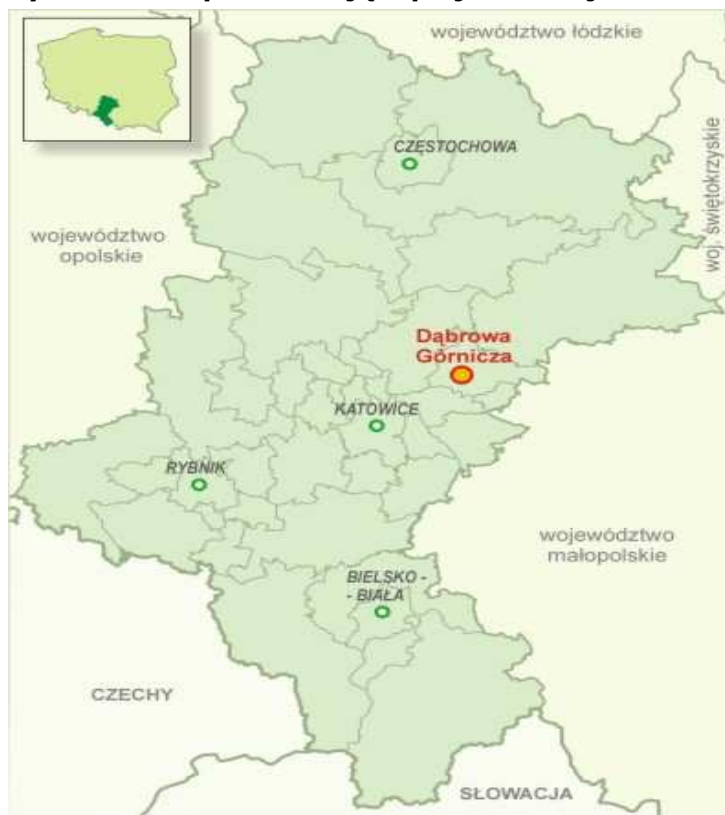 województwo łódzkie
CZĘSTOCHOWA
woj. świętokrzyskie
województwo
opolskie
Dąbrowa
Górnicza
KATOWICE
RYBNIK
województwo
małopolskie
BIELSKO -
- BIAŁA
CZECHY
SŁOWACJA